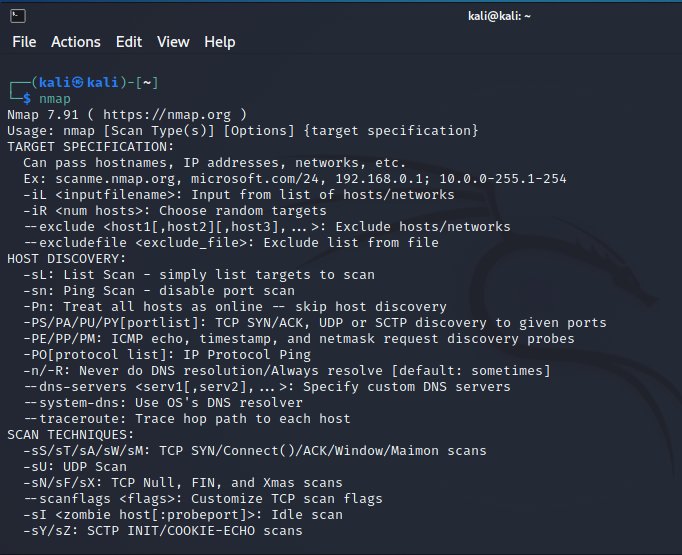 kali@kali: ~
File Actions Edit View Help
┌──(kali㉿kali)-[~]
└─$ nmap
Nmap 7.91 ( https://nmap.org )
Usage: nmap [Scan Type(s)] [Options] {target specification}
TARGET SPECIFICATION:
  Can pass hostnames, IP addresses, networks, etc.
  Ex: scanme.nmap.org, microsoft.com/24, 192.168.0.1; 10.0.0-255.1-254
  -iL <inputfilename>: Input from list of hosts/networks
  -iR <num hosts>: Choose random targets
  --exclude <host1[,host2][,host3],...>: Exclude hosts/networks
  --excludefile <exclude_file>: Exclude list from file
HOST DISCOVERY:
  -sL: List Scan - simply list targets to scan
  -sn: Ping Scan - disable port scan
  -Pn: Treat all hosts as online -- skip host discovery
  -PS/PA/PU/PY[portlist]: TCP SYN/ACK, UDP or SCTP discovery to given ports
  -PE/PP/PM: ICMP echo, timestamp, and netmask request discovery probes
  -PO[protocol list]: IP Protocol Ping
  -n/-R: Never do DNS resolution/Always resolve [default: sometimes]
  --dns-servers <serv1[,serv2],...>: Specify custom DNS servers
  --system-dns: Use OS's DNS resolver
  --traceroute: Trace hop path to each host
SCAN TECHNIQUES:
  -sS/sT/sA/sW/sM: TCP SYN/Connect()/ACK/Window/Maimon scans
  -sU: UDP Scan
  -sN/sF/sX: TCP Null, FIN, and Xmas scans
  --scanflags <flags>: Customize TCP scan flags
  -sI <zombie host[:probeport]>: Idle scan
  -sY/sZ: SCTP INIT/COOKIE-ECHO scans